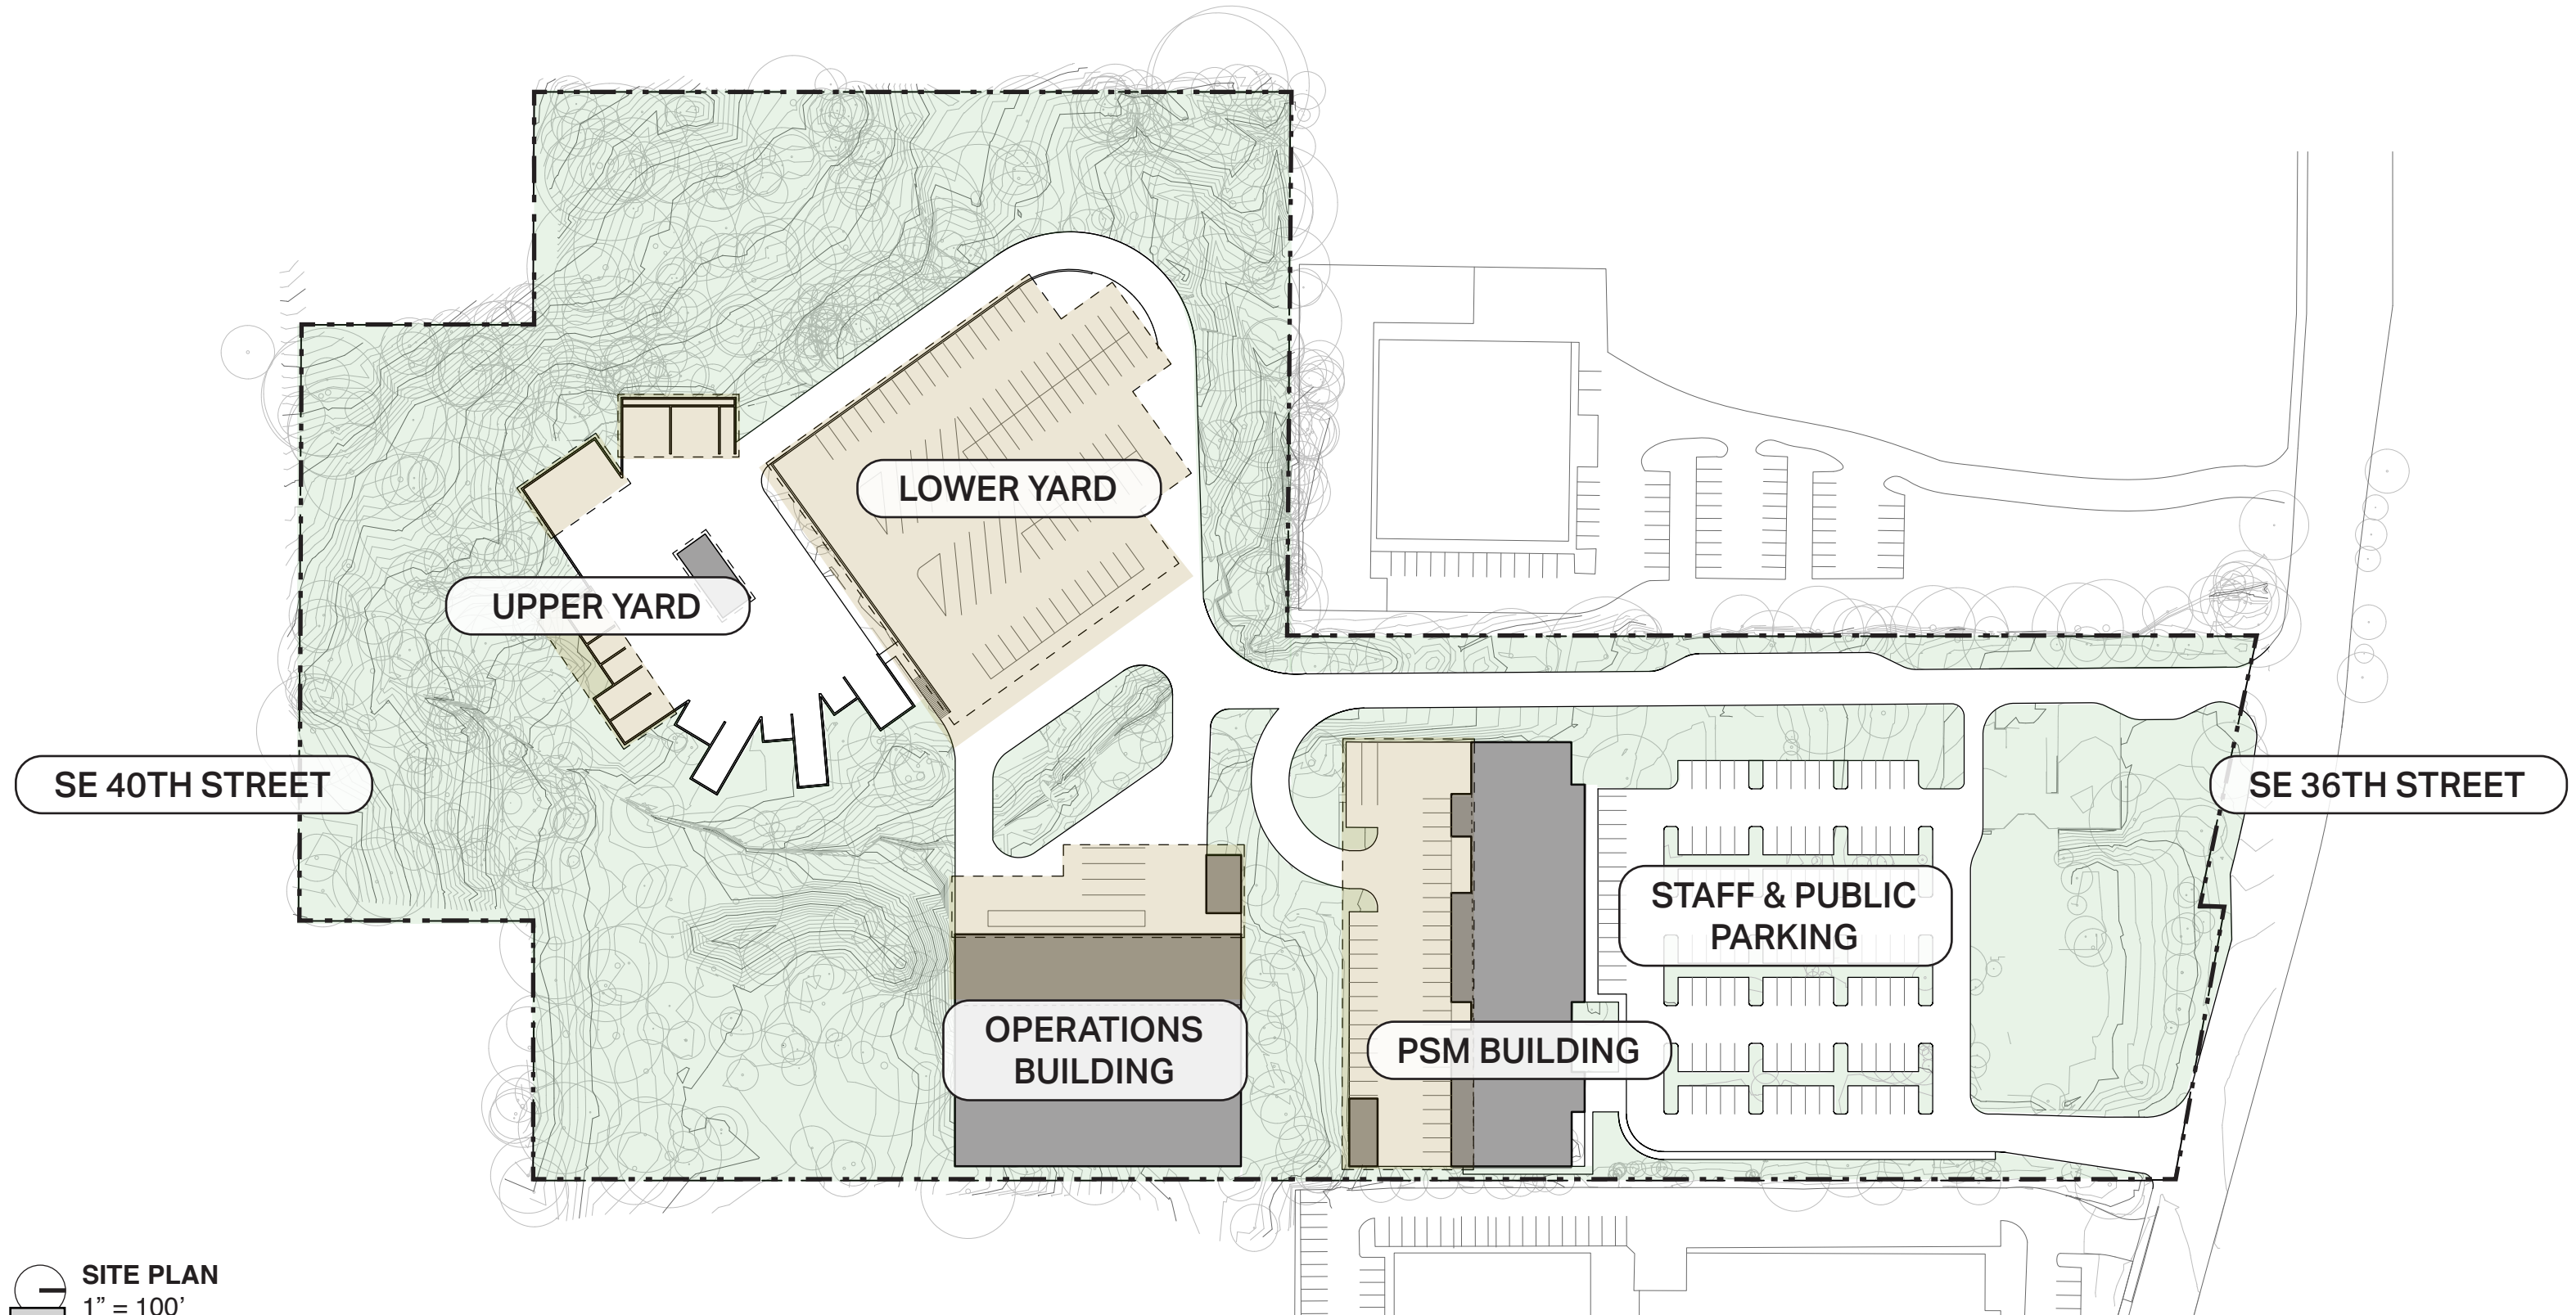 LOWER YARD
UPPER YARD
SE 40TH STREET
SE 36TH STREET
STAFF & PUBLIC
PARKING
OPERATIONS
BUILDING
PSM BUILDING
SITE PLAN
1” = 100’